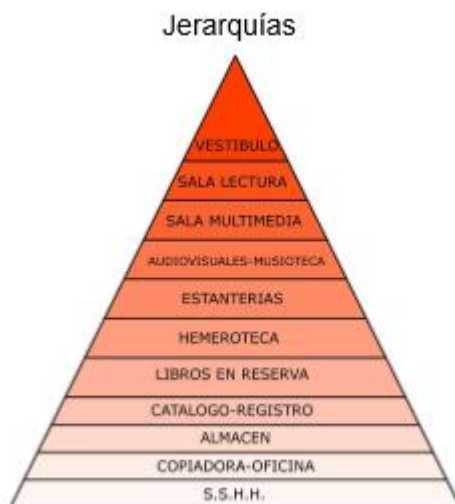 Jerarquías
VESTIBULO
SALA LECTURA
SALA MULTIMEDIA
AUDIOVISUALES-MUSIOTECA
ESTANTERIAS
HEMEROTECA
LIBROS EN RESERVA
CATALOGO-REGISTRO
ALMACEN
COPIADORA-OFICINA
S.S.H.H.